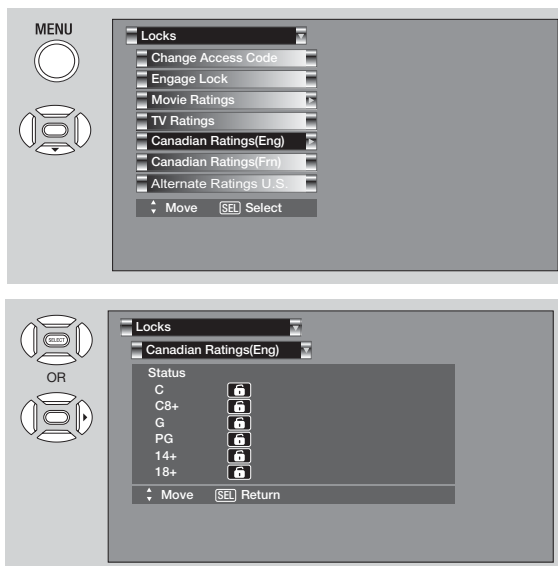 MENU
Locks
Change Access Code
Engage Lock
Movie Ratings
TV Ratings
Canadian Ratings(Eng)
Canadian Ratings(Frn)
Alternate Ratings U.S.
Move SEL Select
SELECT
OR
Locks
Canadian Ratings(Eng)
Status
C
C8+
G
PG
14+
18+
Move SEL Return